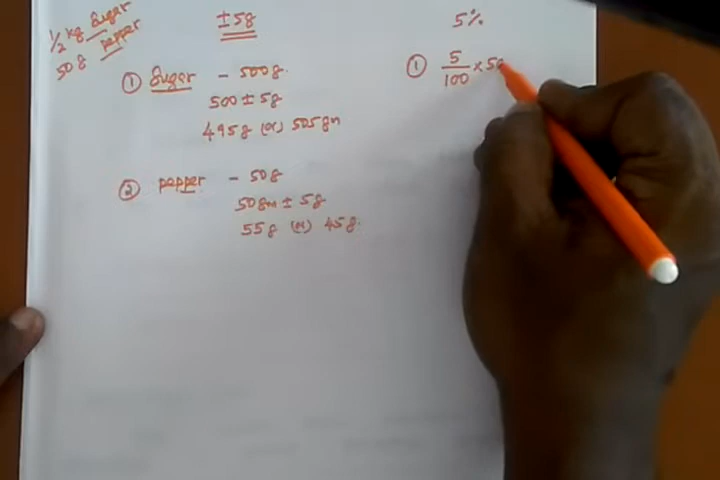 1/2 kg Sugar
50 g pepper
±5g
① Sugar - 500g.
500 ± 5g
495g (or) 505gm
② pepper - 50g
50gm ± 5g
55g (or) 45g.
5%
① 5/100 × 50